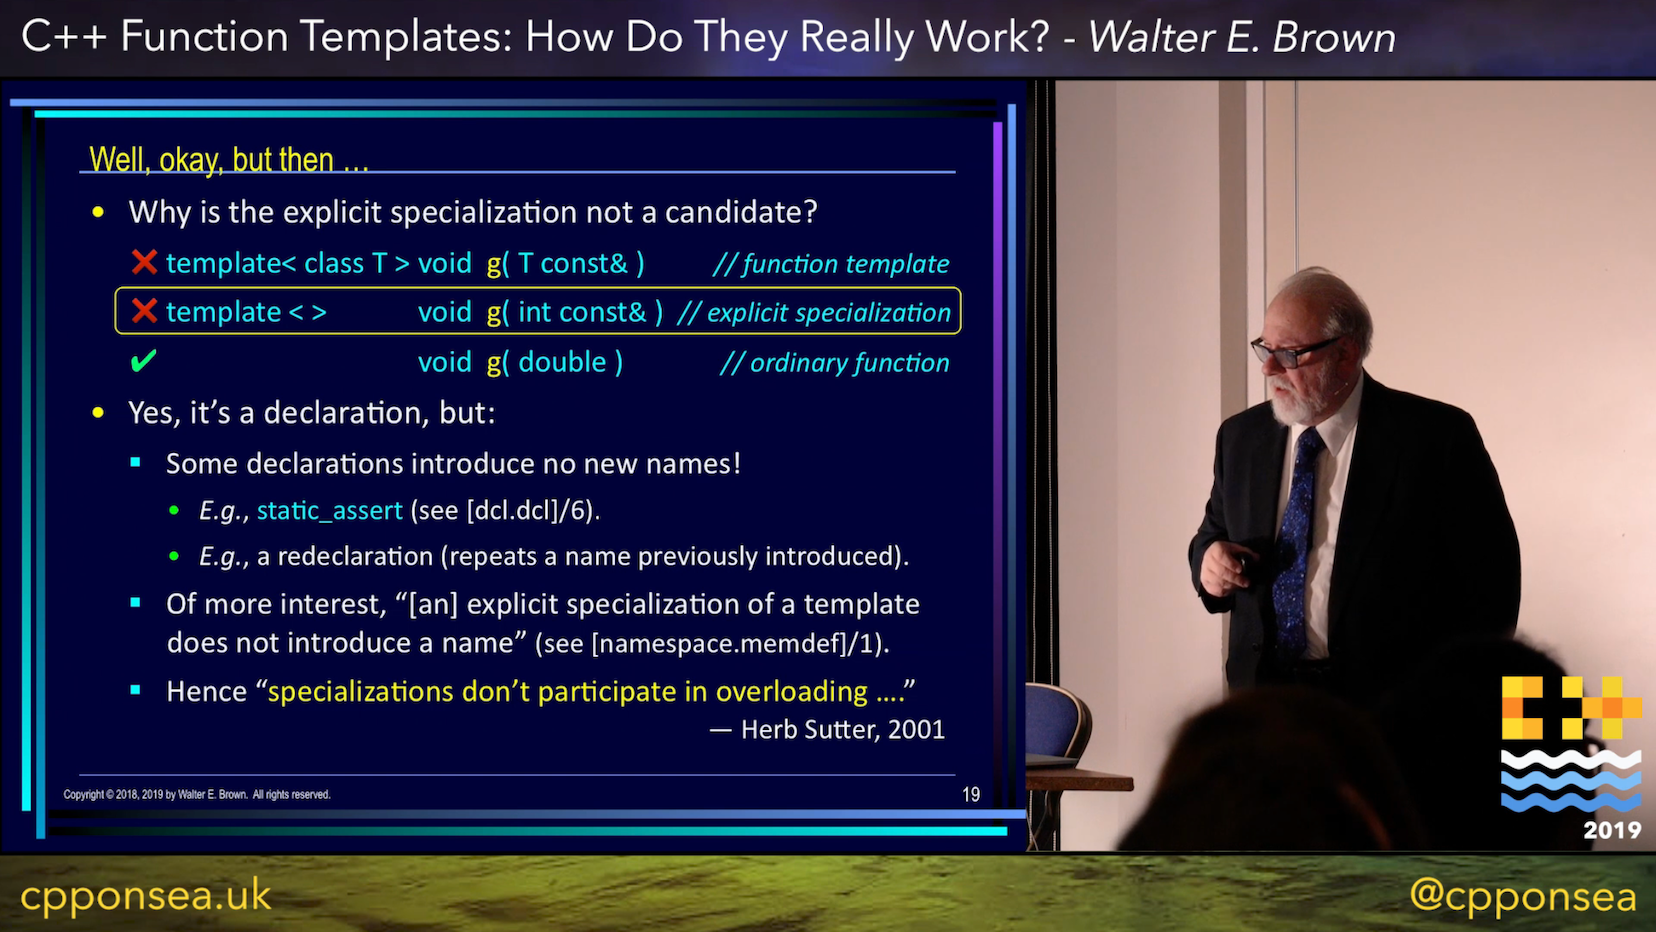 C++ Function Templates: How Do They Really Work? - Walter E. Brown
Well, okay, but then …
• Why is the explicit specialization not a candidate?
❌ template< class T > void g( T const& ) // function template
❌ template < > void g( int const& ) // explicit specialization
✔ void g( double ) // ordinary function
• Yes, it’s a declaration, but:
▪ Some declarations introduce no new names!
• E.g., static_assert (see [dcl.dcl]/6).
• E.g., a redeclaration (repeats a name previously introduced).
▪ Of more interest, “[an] explicit specialization of a template
does not introduce a name” (see [namespace.memdef]/1).
▪ Hence “specializations don’t participate in overloading ….”
— Herb Sutter, 2001
Copyright © 2018, 2019 by Walter E. Brown. All rights reserved.
19
C++
2019
cpponsea.uk
@cpponsea